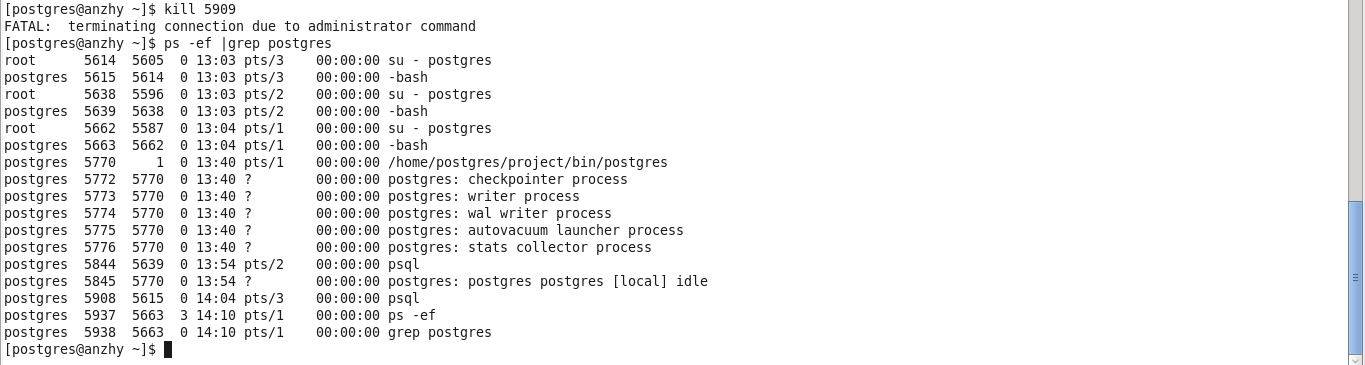 [postgres@anzhy ~]$ kill 5909
FATAL:  terminating connection due to administrator command
[postgres@anzhy ~]$ ps -ef |grep postgres
root      5614  5605  0 13:03 pts/3    00:00:00 su - postgres
postgres  5615  5614  0 13:03 pts/3    00:00:00 -bash
root      5638  5596  0 13:03 pts/2    00:00:00 su - postgres
postgres  5639  5638  0 13:03 pts/2    00:00:00 -bash
root      5662  5587  0 13:04 pts/1    00:00:00 su - postgres
postgres  5663  5662  0 13:04 pts/1    00:00:00 -bash
postgres  5770     1  0 13:40 pts/1    00:00:00 /home/postgres/project/bin/postgres
postgres  5772  5770  0 13:40 ?        00:00:00 postgres: checkpointer process
postgres  5773  5770  0 13:40 ?        00:00:00 postgres: writer process
postgres  5774  5770  0 13:40 ?        00:00:00 postgres: wal writer process
postgres  5775  5770  0 13:40 ?        00:00:00 postgres: autovacuum launcher process
postgres  5776  5770  0 13:40 ?        00:00:00 postgres: stats collector process
postgres  5844  5639  0 13:54 pts/2    00:00:00 psql
postgres  5845  5770  0 13:54 ?        00:00:00 postgres: postgres postgres [local] idle
postgres  5908  5615  0 14:04 pts/3    00:00:00 psql
postgres  5937  5663  3 14:10 pts/1    00:00:00 ps -ef
postgres  5938  5663  0 14:10 pts/1    00:00:00 grep postgres
[postgres@anzhy ~]$